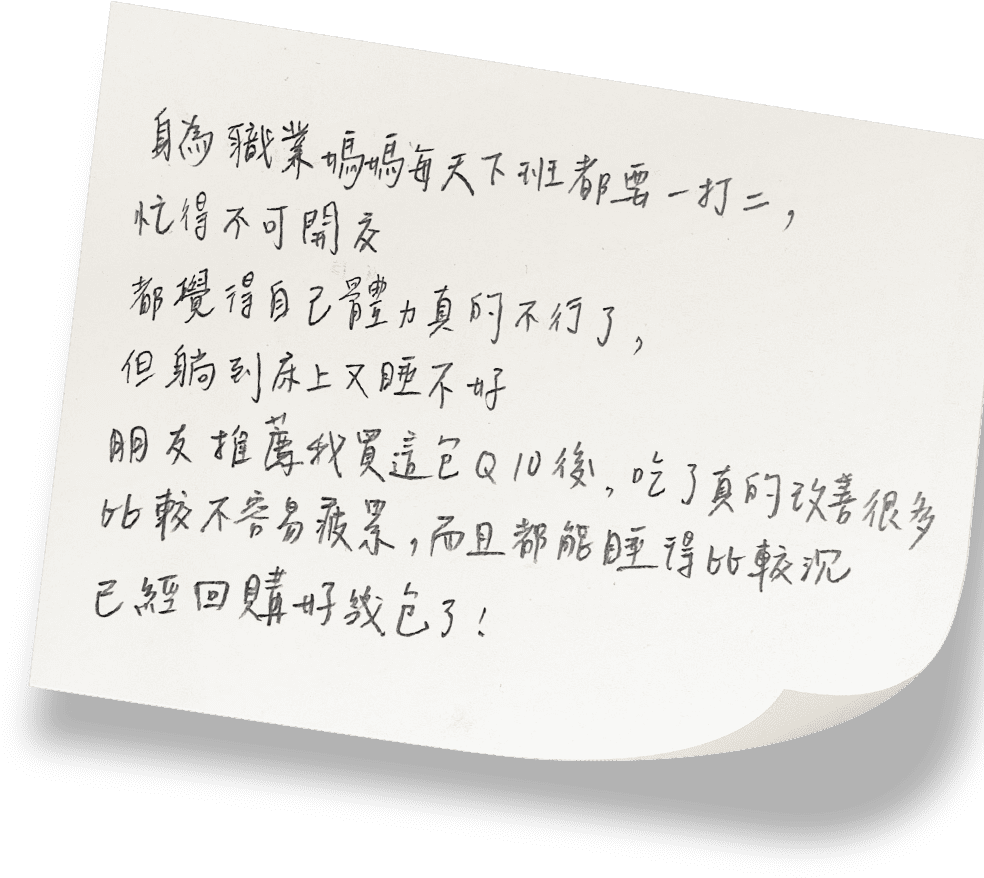 身為職業媽媽每天下班都要一打二，
忙得不可開交
都覺得自己體力真的不行了，
但躺到床上又睡不好
朋友推薦我買這包Q10後，吃了真的改善很多
比較不容易疲累，而且都能睡得比較沉
已經回購好幾包了！